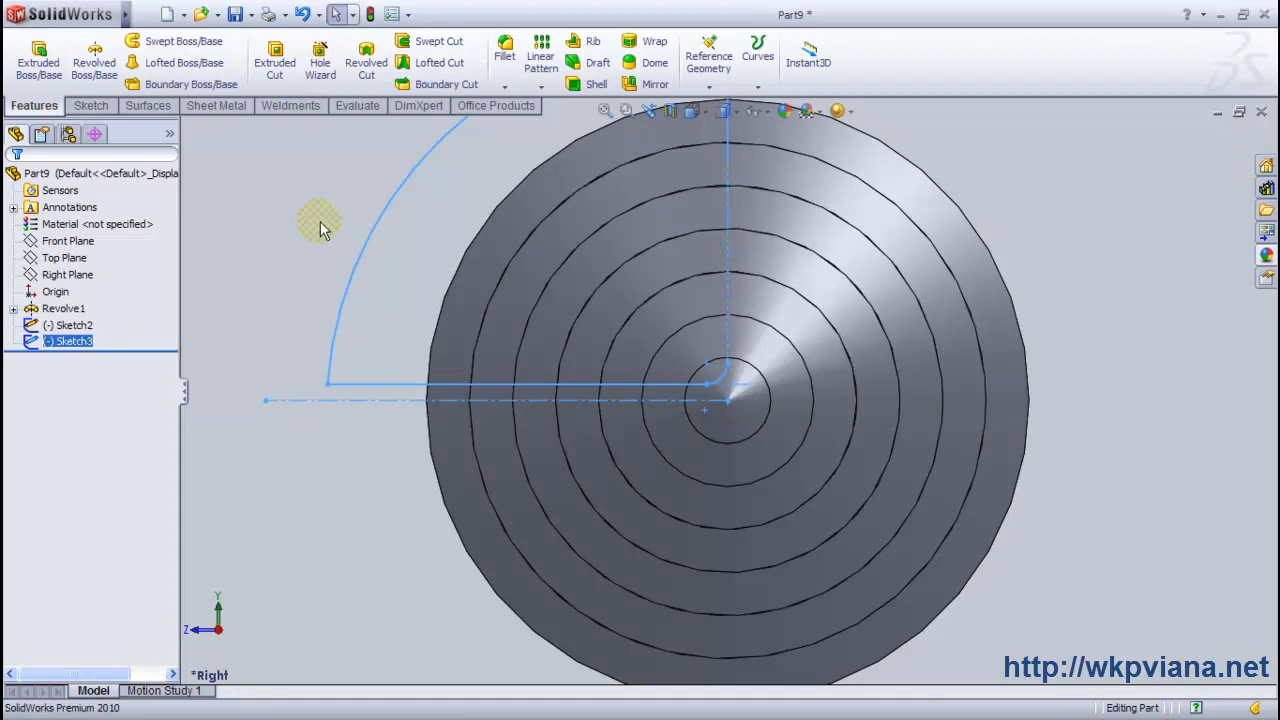 SolidWorks
Part9 *
Extruded Boss/Base
Revolved Boss/Base
Swept Boss/Base
Lofted Boss/Base
Boundary Boss/Base
Extruded Cut
Hole Wizard
Revolved Cut
Swept Cut
Lofted Cut
Boundary Cut
Fillet
Linear Pattern
Rib
Draft
Shell
Wrap
Dome
Mirror
Reference Geometry
Curves
Instant3D
Features
Sketch
Surfaces
Sheet Metal
Weldments
Evaluate
DimXpert
Office Products
Part9 (Default<<Default>_Displa
Sensors
Annotations
Material <not specified>
Front Plane
Top Plane
Right Plane
Origin
Revolve1
(-) Sketch2
(-) Sketch3
Y
Z
*Right
http://wkpviana.net
Model
Motion Study 1
SolidWorks Premium 2010
Editing Part